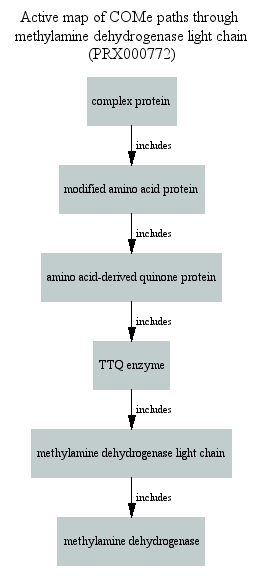 Active map of COMe paths through
methylamine dehydrogenase light chain
(PRX000772)
complex protein
includes
modified amino acid protein
includes
amino acid-derived quinone protein
includes
TTQ enzyme
includes
methylamine dehydrogenase light chain
includes
methylamine dehydrogenase